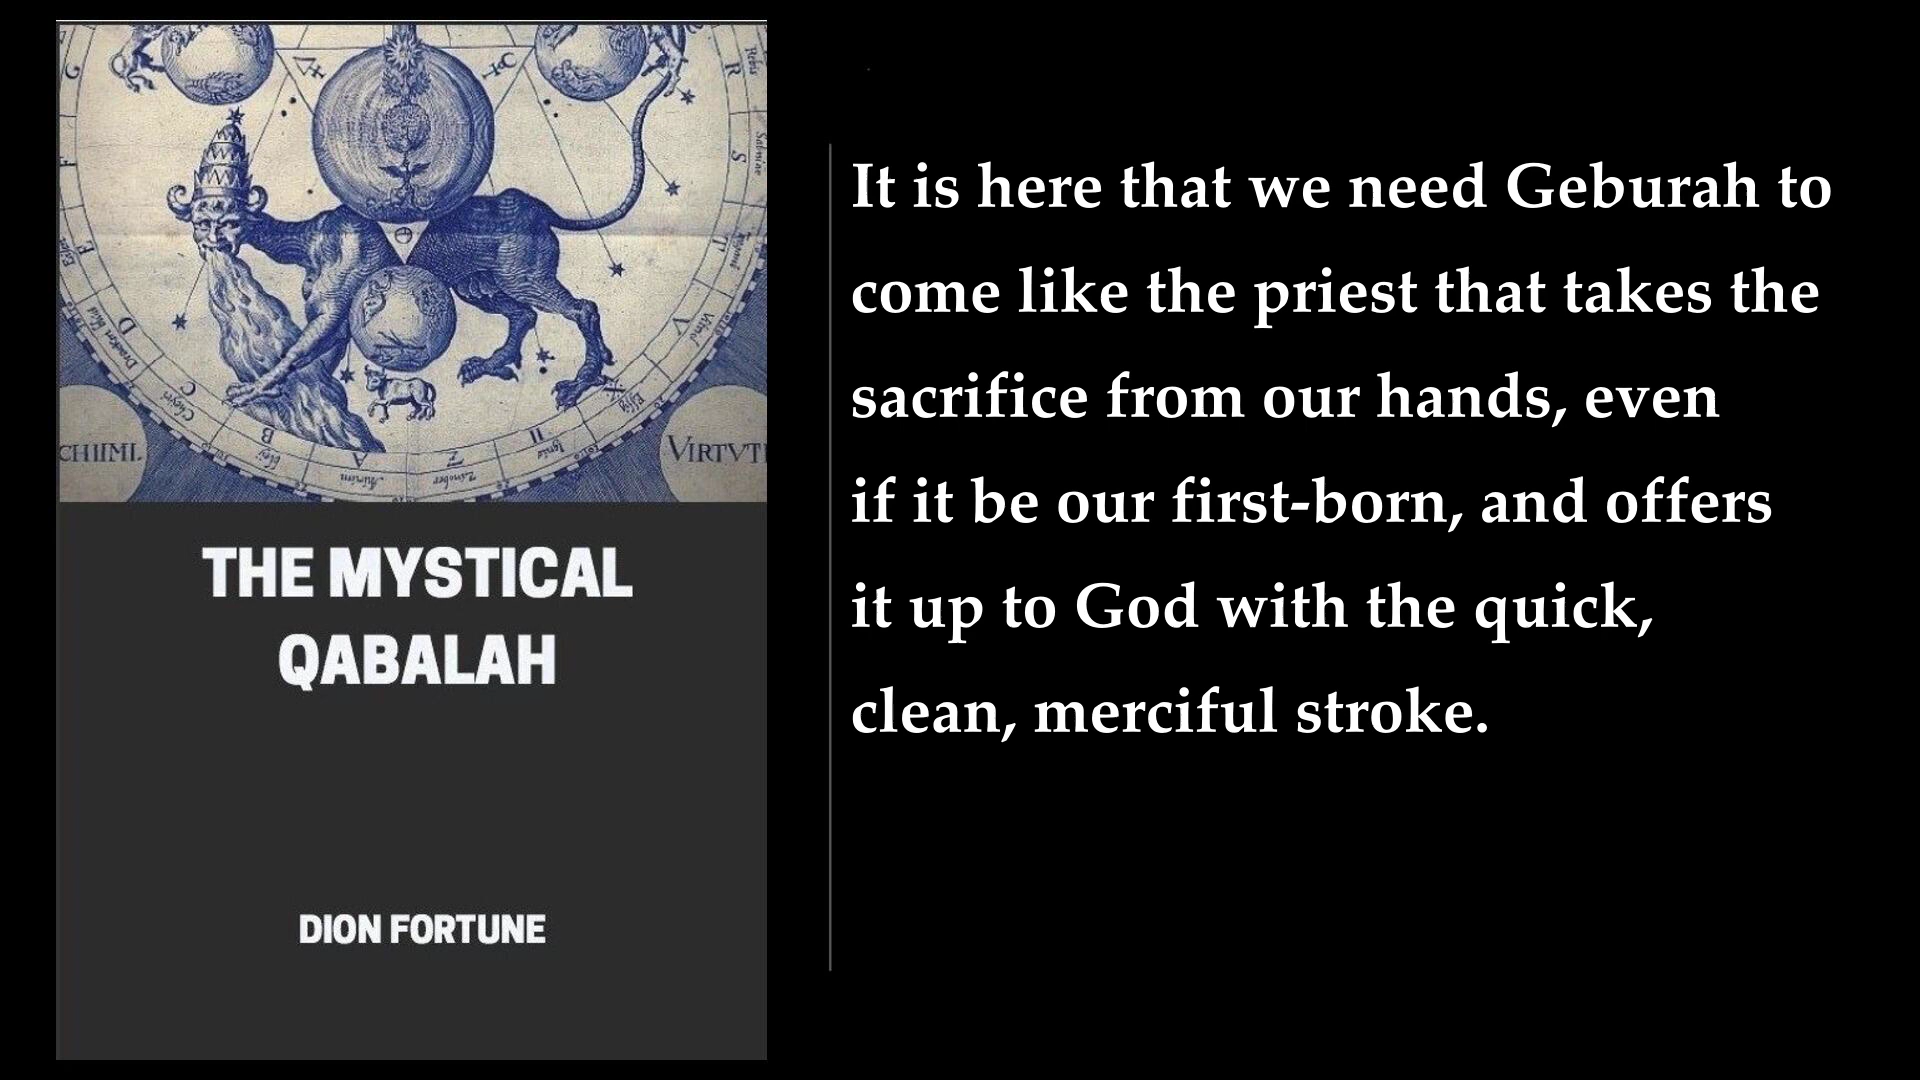 CHIIMI.
VIRTVTI
THE MYSTICAL
QABALAH
DION FORTUNE
It is here that we need Geburah to
come like the priest that takes the
sacrifice from our hands, even
if it be our first-born, and offers
it up to God with the quick,
clean, merciful stroke.